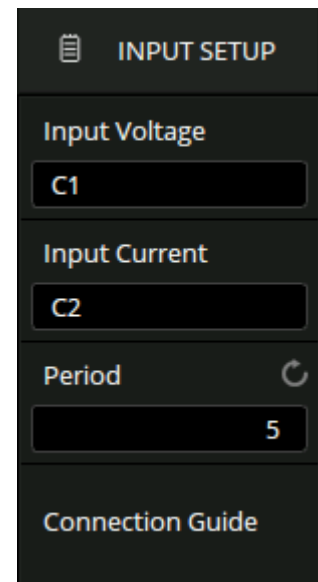 INPUT SETUP
Input Voltage
C1
Input Current
C2
Period
5
Connection Guide